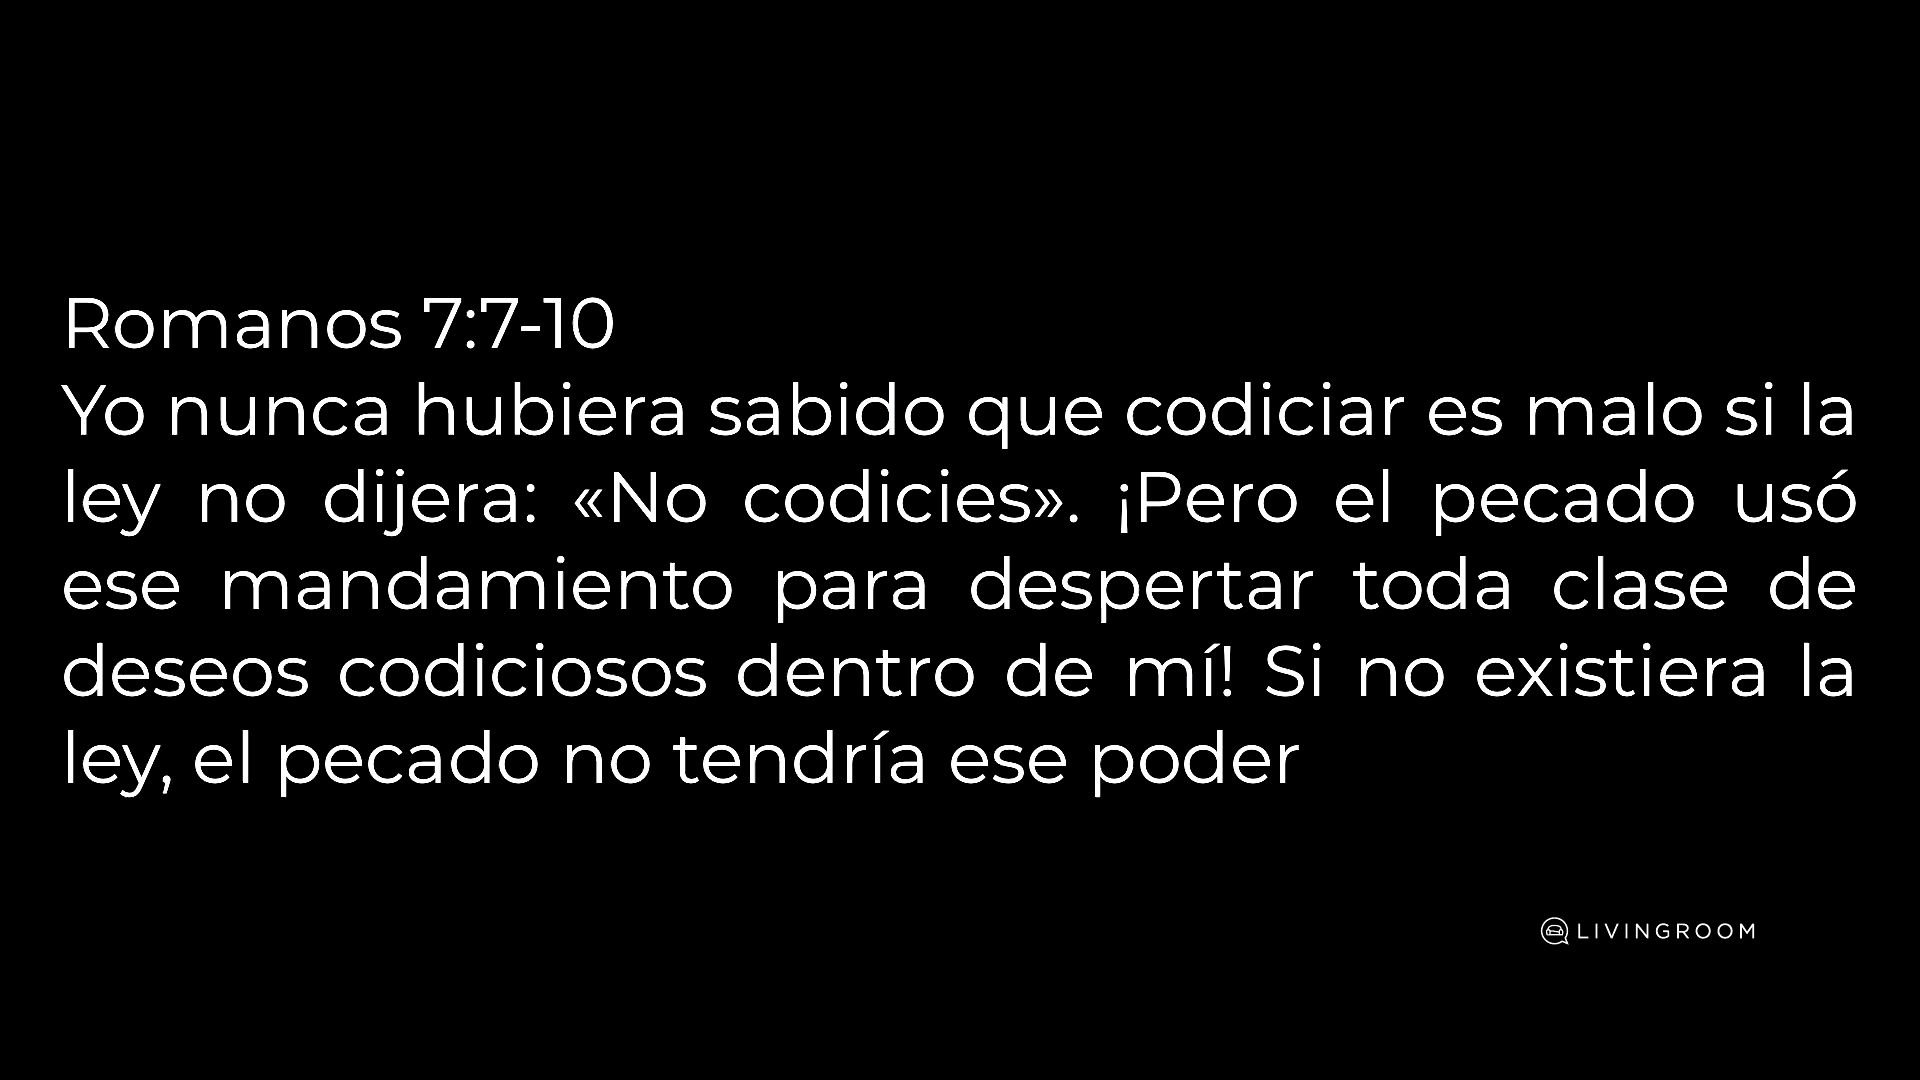 Romanos 7:7-10
Yo nunca hubiera sabido que codiciar es malo si la
ley no dijera: «No codicies». ¡Pero el pecado usó
ese mandamiento para despertar toda clase de
deseos codiciosos dentro de mí! Si no existiera la
ley, el pecado no tendría ese poder
LIVINGROOM